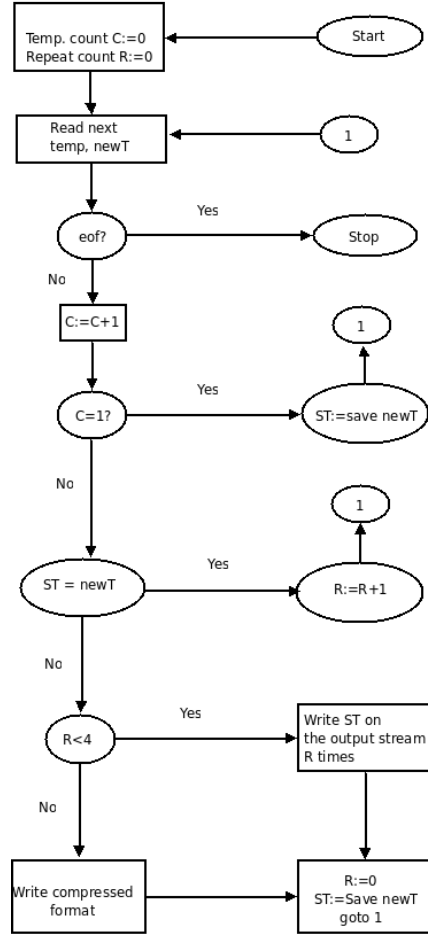 Temp. count C:=0
Repeat count R:=0
Start
Read next
temp, newT
1
eof?
Yes
Stop
No
C:=C+1
1
C=1?
Yes
ST:=save newT
No
1
ST = newT
Yes
R:=R+1
No
R<4
Yes
Write ST on
the output stream
R times
No
Write compressed
format
R:=0
ST:=Save newT
goto 1